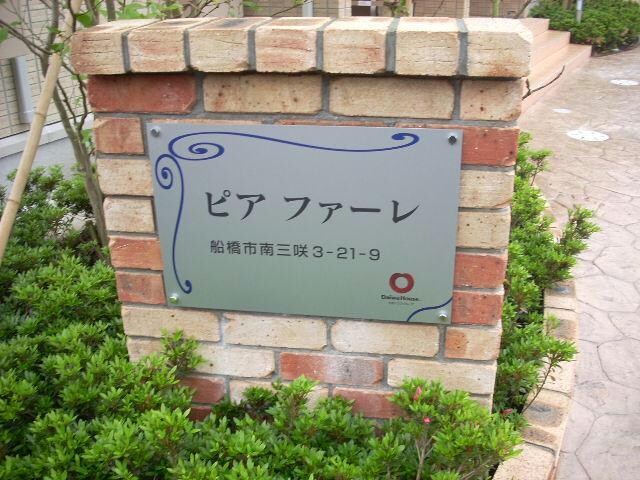 ピア ファーレ
船橋市南三咲3-21-9
Daiwa House